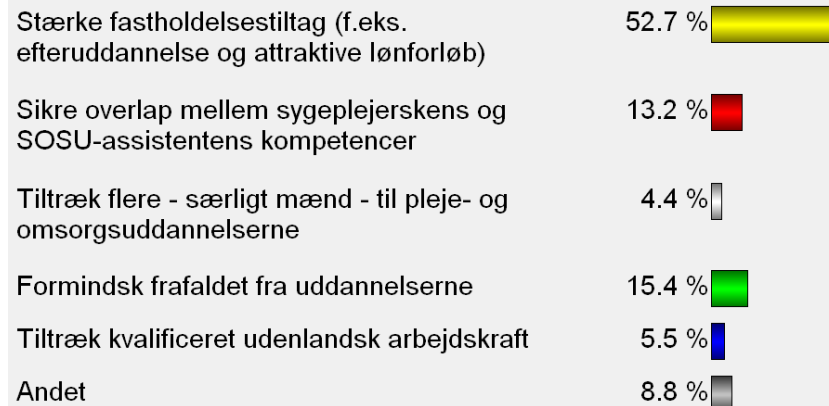 Stærke fastholdelsestiltag (f.eks. 52.7 %
efteruddannelse og attraktive lønforløb)
Sikre overlap mellem sygeplejerskens og 13.2 %
SOSU-assistentens kompetencer
Tiltræk flere - særligt mænd - til pleje- og 4.4 %
omsorgsuddannelserne
Formindsk frafaldet fra uddannelserne 15.4 %
Tiltræk kvalificeret udenlandsk arbejdskraft 5.5 %
Andet 8.8 %